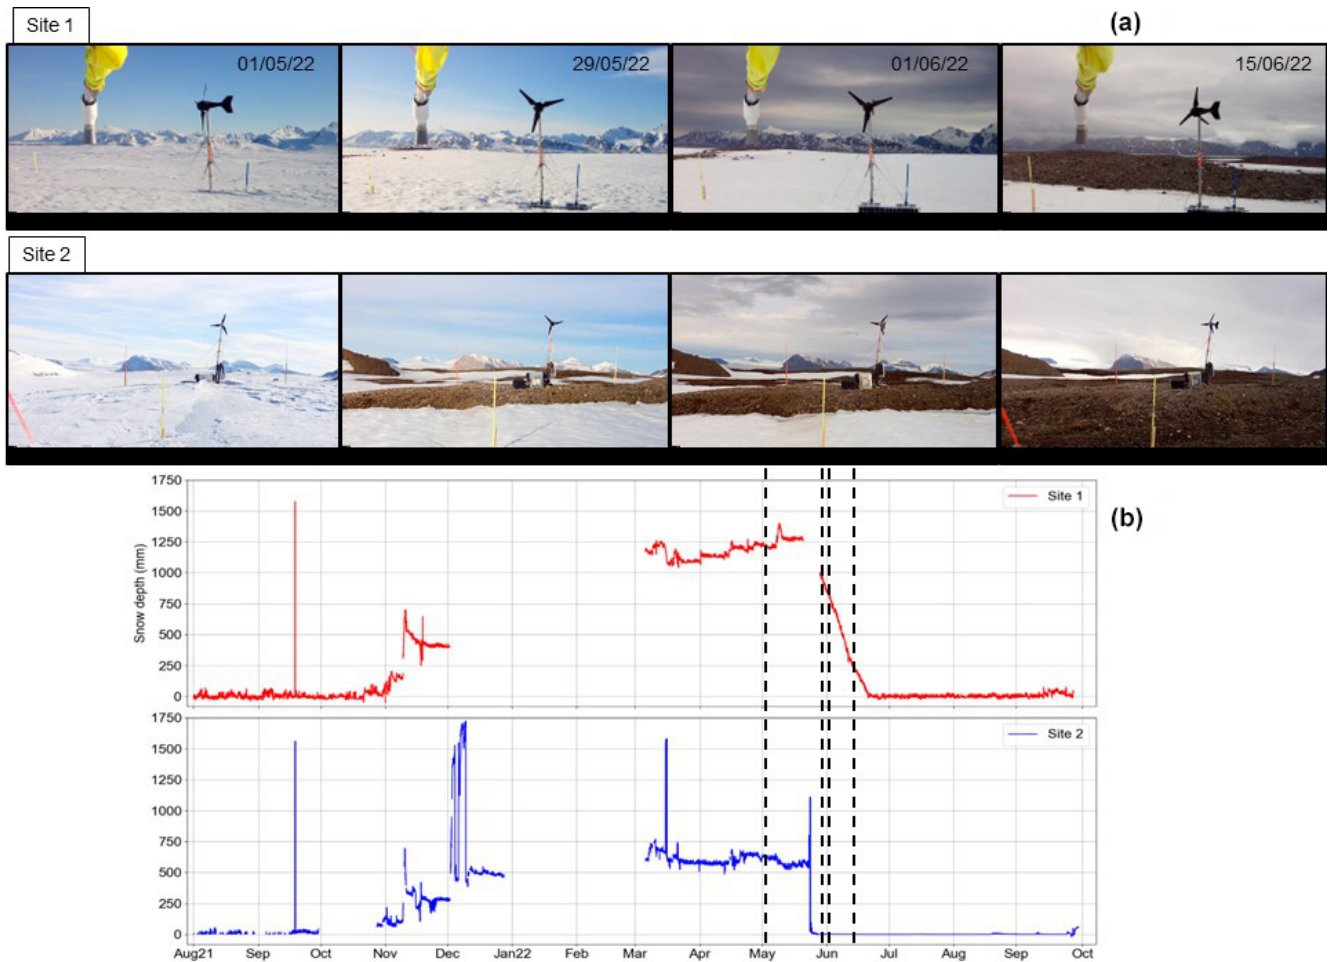 Site 1
(a)
01/05/22
29/05/22
01/06/22
15/06/22
Site 2
(b)
Snow depth (mm)
1750
1500
1250
1000
750
500
250
0
Site 1
1750
1500
1250
1000
750
500
250
0
Site 2
Aug21 Sep Oct Nov Dec Jan22 Feb Mar Apr May Jun Jul Aug Sep Oct